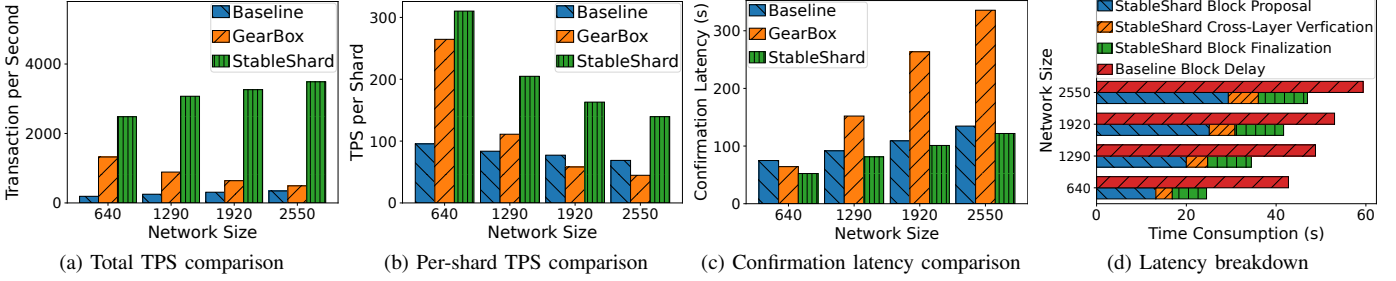 Transaction per Second
4000
2000
0
Baseline
GearBox
StableShard
640 1290 1920 2550
Network Size
(a) Total TPS comparison
TPS per Shard
300
200
100
0
Baseline
GearBox
StableShard
640 1290 1920 2550
Network Size
(b) Per-shard TPS comparison
Confirmation Latency (s)
300
200
100
0
Baseline
GearBox
StableShard
640 1290 1920 2550
Network Size
(c) Confirmation latency comparison
StableShard Block Proposal
StableShard Cross-Layer Verfication
StableShard Block Finalization
Baseline Block Delay
Network Size
2550
1920
1290
640
0 20 40 60
Time Consumption (s)
(d) Latency breakdown